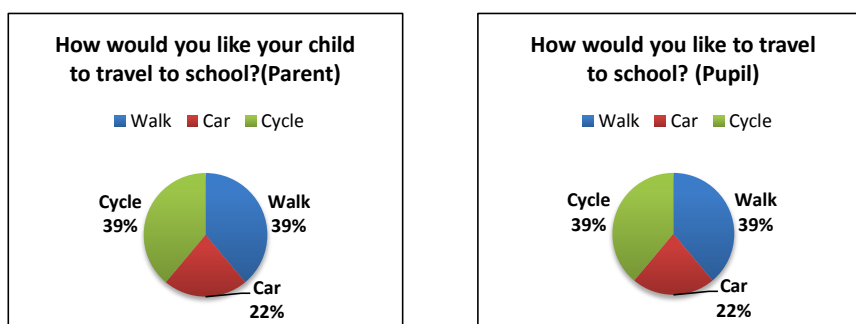 How would you like your child
to travel to school?(Parent)
Walk Car Cycle
Cycle
39%
Walk
39%
Car
22%
How would you like to travel
to school? (Pupil)
Walk Car Cycle
Cycle
39%
Walk
39%
Car
22%